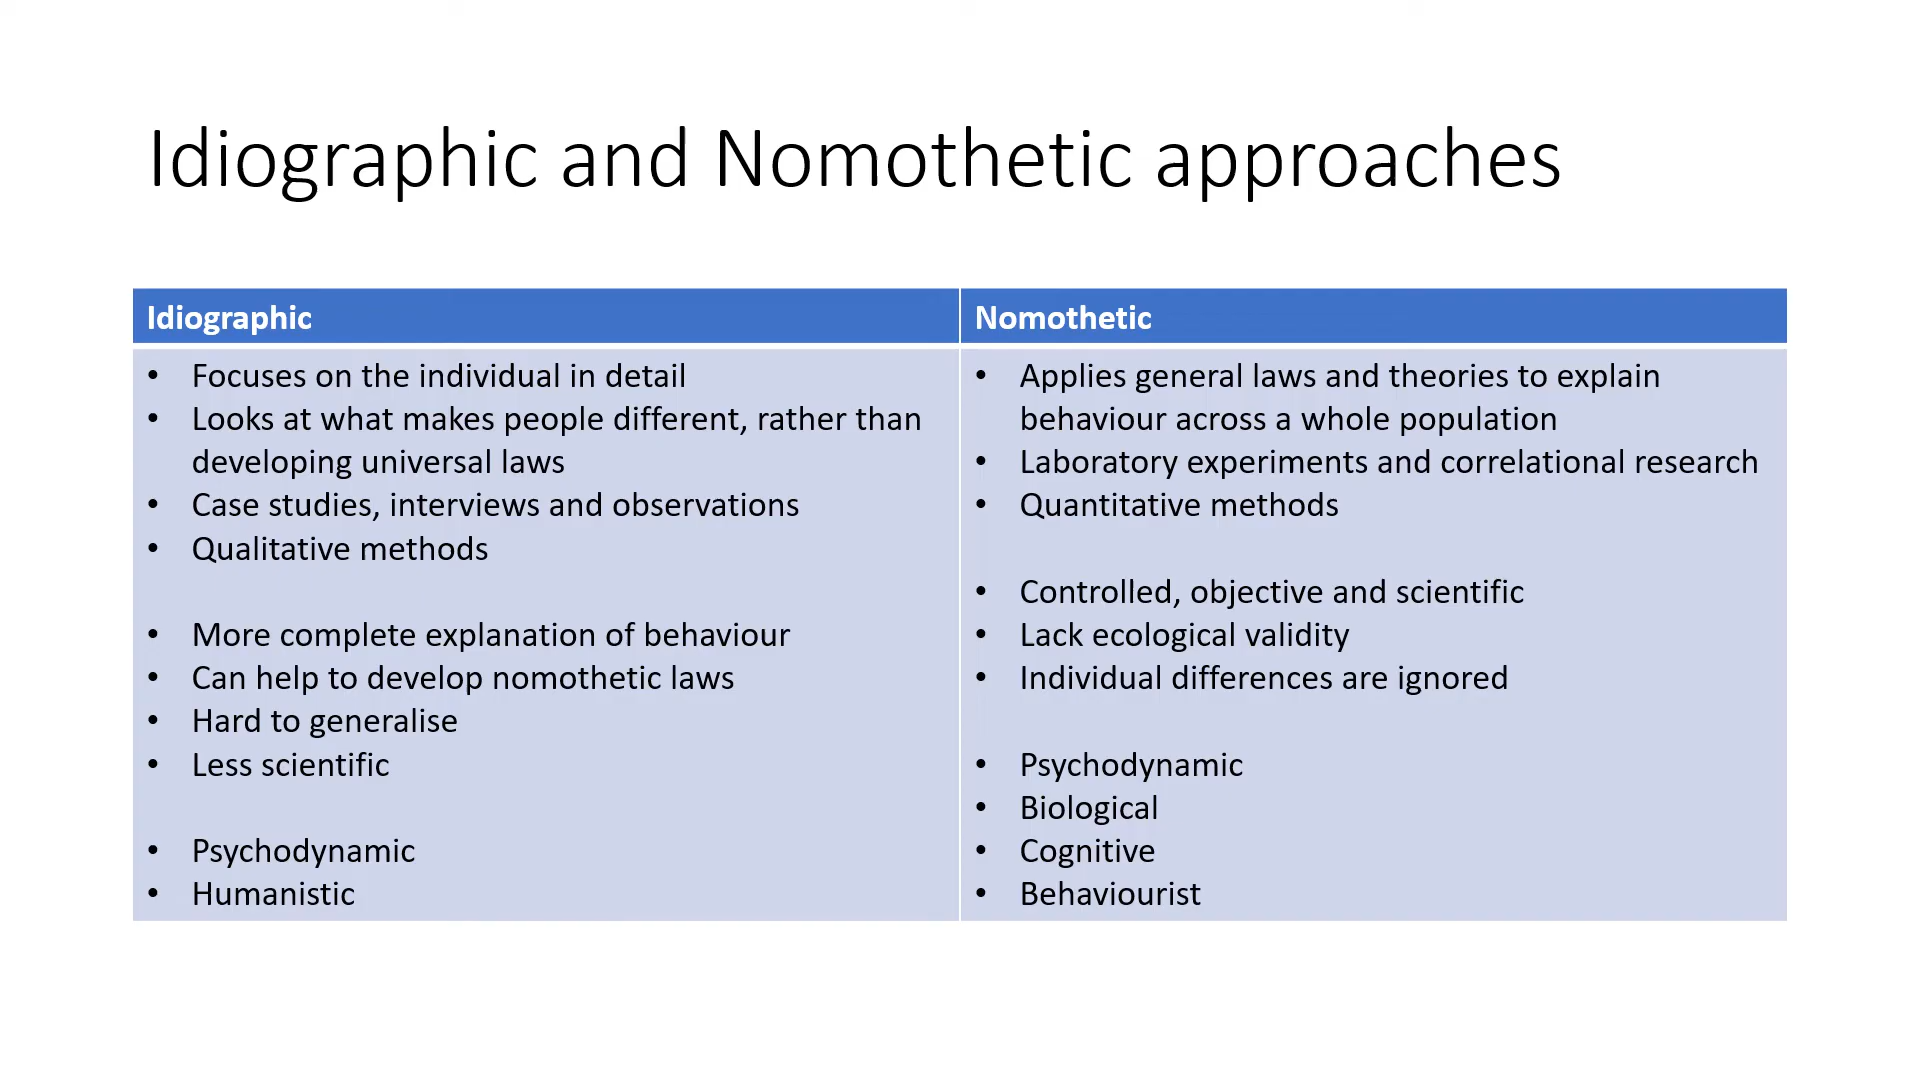 Idiographic and Nomothetic approaches
Idiographic
• Focuses on the individual in detail
• Looks at what makes people different, rather than
developing universal laws
• Case studies, interviews and observations
• Qualitative methods
• More complete explanation of behaviour
• Can help to develop nomothetic laws
• Hard to generalise
• Less scientific
• Psychodynamic
• Humanistic
Nomothetic
• Applies general laws and theories to explain
behaviour across a whole population
• Laboratory experiments and correlational research
• Quantitative methods
• Controlled, objective and scientific
• Lack ecological validity
• Individual differences are ignored
• Psychodynamic
• Biological
• Cognitive
• Behaviourist